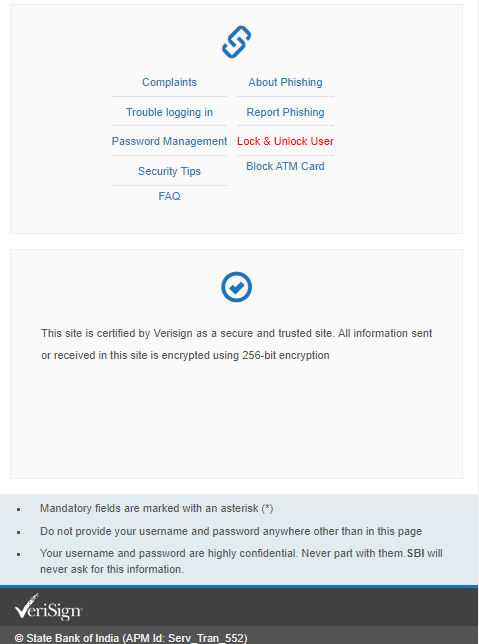 Complaints
About Phishing
Trouble logging in
Report Phishing
Password Management
Lock & Unlock User
Security Tips
Block ATM Card
FAQ
This site is certified by Verisign as a secure and trusted site. All information sent
or received in this site is encrypted using 256-bit encryption
Mandatory fields are marked with an asterisk (*)
Do not provide your username and password anywhere other than in this page
Your username and password are highly confidential. Never part with them.SBI will
never ask for this information.
VeriSign
© State Bank of India (APM Id: Serv_Tran_552)